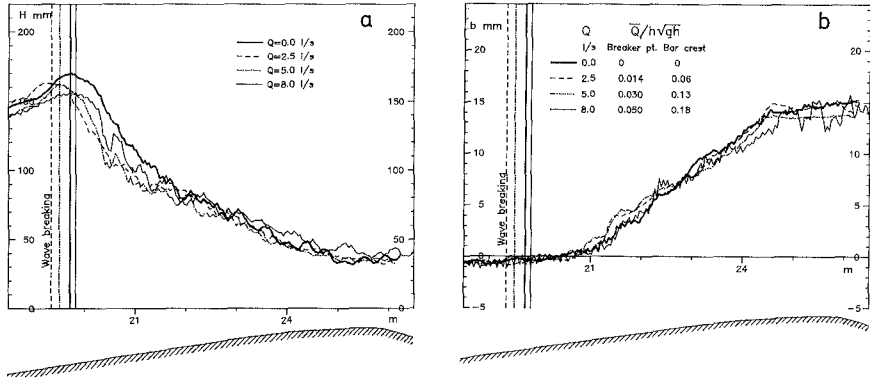 H mm
a
200
200
Q=0.0 l/s
Q=2.5 l/s
Q=5.0 l/s
Q=8.0 l/s
150
150
100
100
50
50
0
0
Wave breaking
21
24
m
b mm
b
Q
Q̅/h√gh
l/s Breaker pt. Bar crest
0.0 0 0
2.5 0.014 0.06
5.0 0.030 0.13
8.0 0.050 0.18
20
20
15
15
10
10
5
5
0
0
-5
-5
Wave breaking
21
24
m